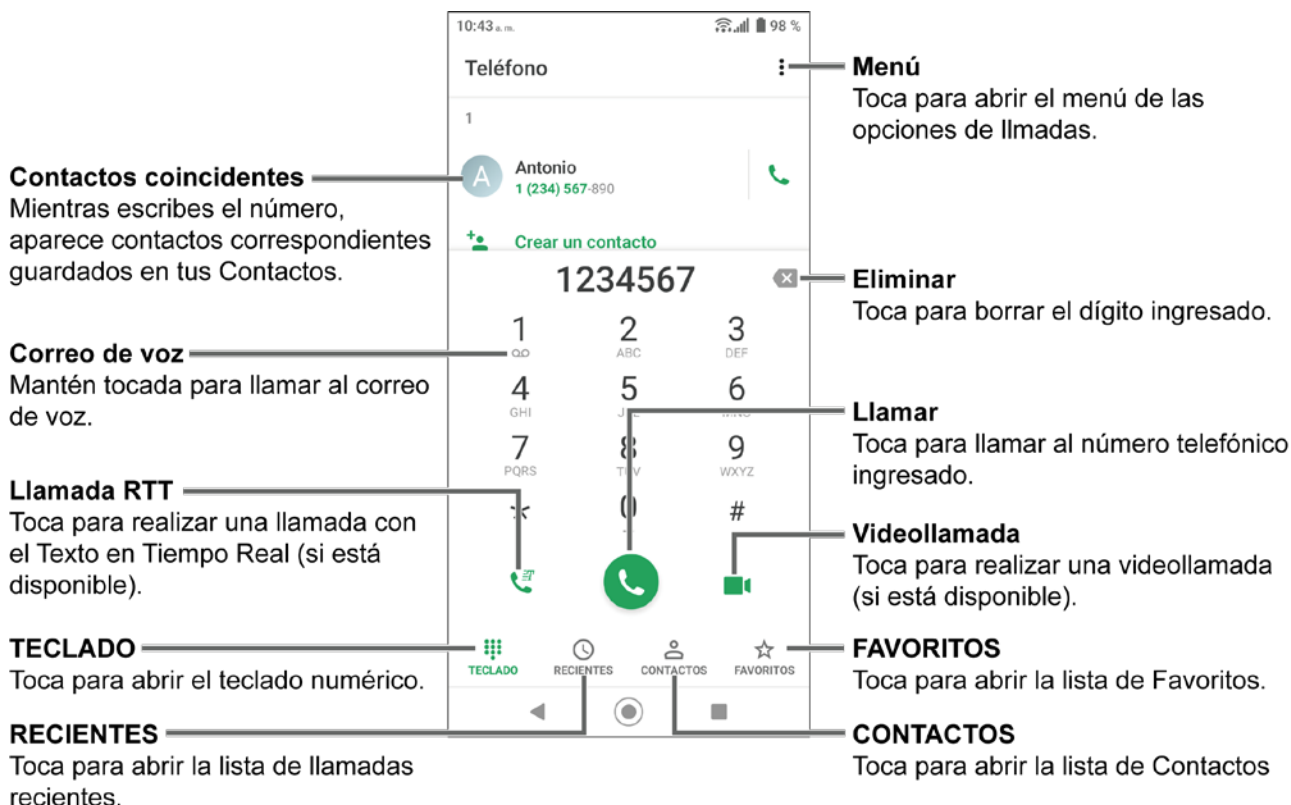 10:43 a. m.
98 %
Teléfono
Menú
Toca para abrir el menú de las
opciones de llmadas.
1
A
Antonio
1 (234) 567-890
Contactos coincidentes
Mientras escribes el número,
aparece contactos correspondientes
guardados en tus Contactos.
Crear un contacto
1234567
Eliminar
Toca para borrar el dígito ingresado.
1
2 ABC
3 DEF
Correo de voz
Mantén tocada para llamar al correo
de voz.
4 GHI
5
6
Llamar
Toca para llamar al número telefónico
ingresado.
7 PQRS
8
9 WXYZ
Llamada RTT
Toca para realizar una llamada con
el Texto en Tiempo Real (si está
disponible).
* 0 #
Videollamada
Toca para realizar una videollamada
(si está disponible).
TECLADO
Toca para abrir el teclado numérico.
TECLADO
RECIENTES
CONTACTOS
FAVORITOS
FAVORITOS
Toca para abrir la lista de Favoritos.
RECIENTES
Toca para abrir la lista de llamadas
recientes.
CONTACTOS
Toca para abrir la lista de Contactos